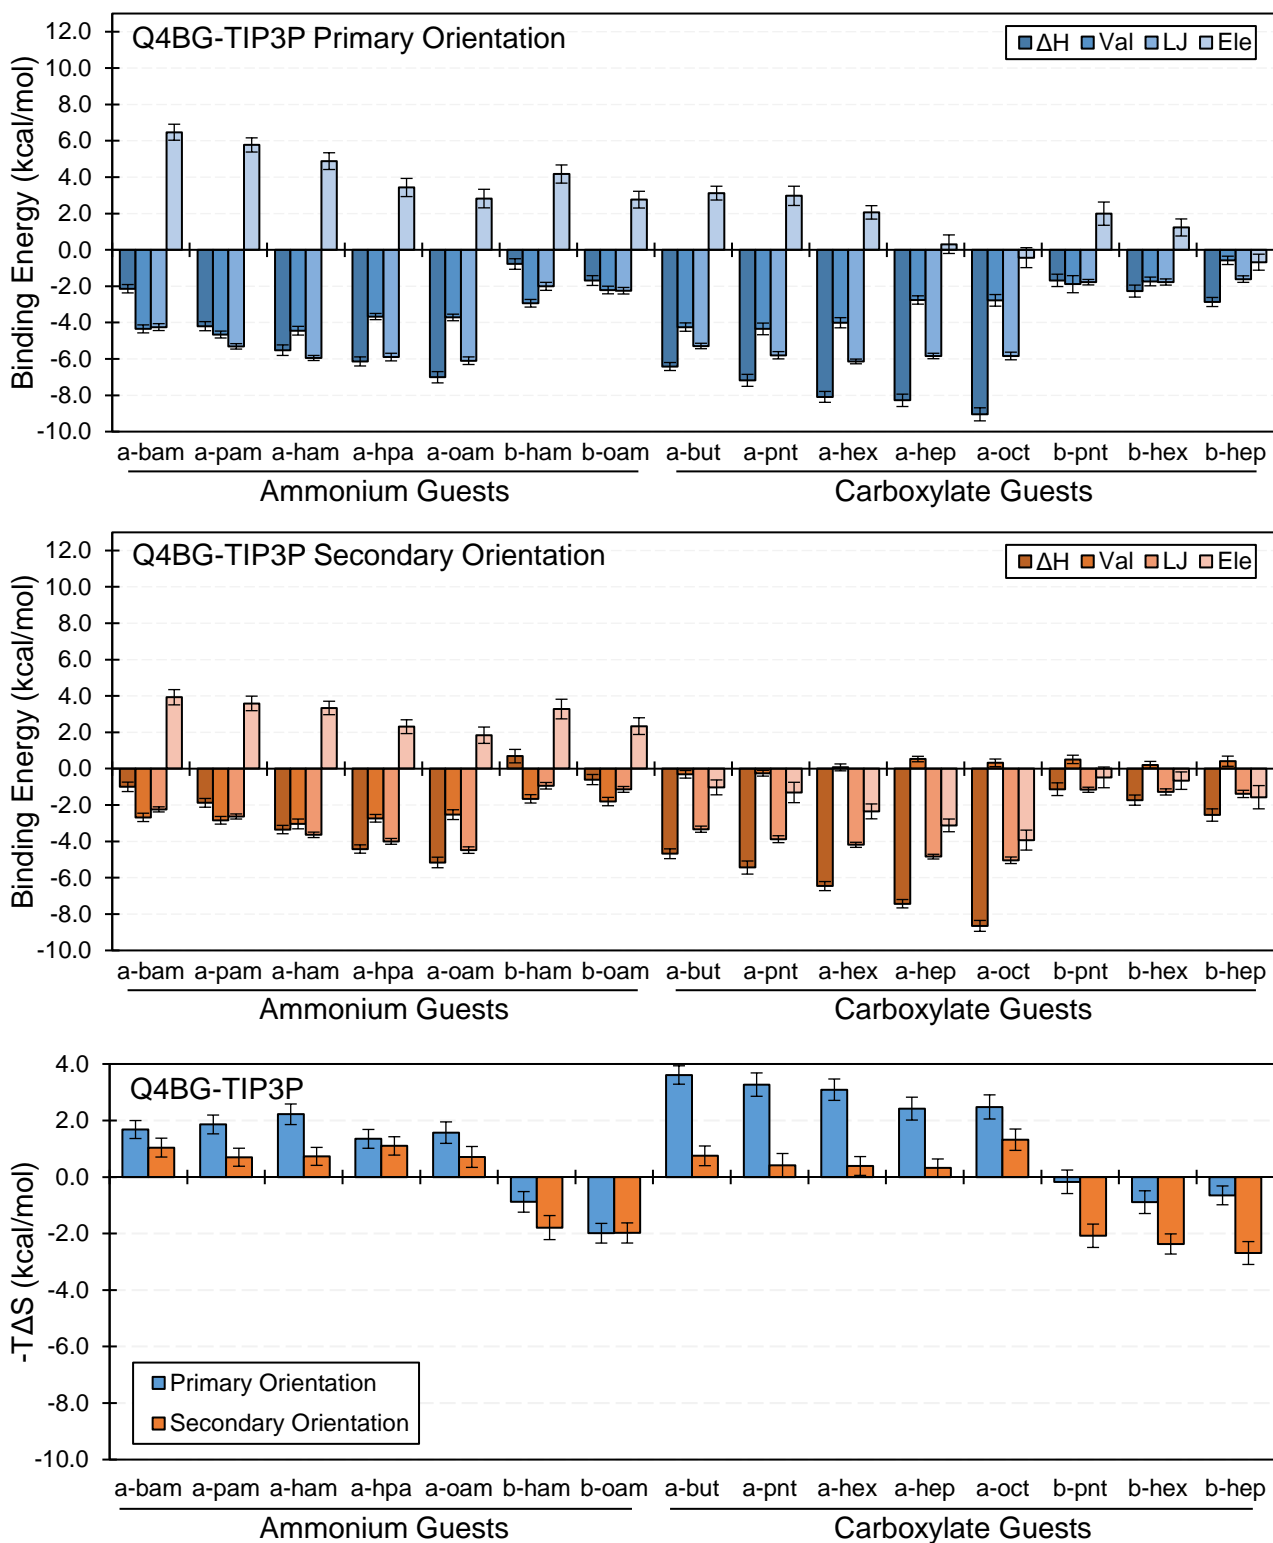 Q4BG-TIP3P Primary Orientation
ΔH Val LJ Ele
Binding Energy (kcal/mol)
12.0
10.0
8.0
6.0
4.0
2.0
0.0
-2.0
-4.0
-6.0
-8.0
-10.0
a-bam a-pam a-ham a-hpa a-oam b-ham b-oam a-but a-pnt a-hex a-hep a-oct b-pnt b-hex b-hep
Ammonium Guests Carboxylate Guests
Q4BG-TIP3P Secondary Orientation
ΔH Val LJ Ele
Binding Energy (kcal/mol)
12.0
10.0
8.0
6.0
4.0
2.0
0.0
-2.0
-4.0
-6.0
-8.0
-10.0
a-bam a-pam a-ham a-hpa a-oam b-ham b-oam a-but a-pnt a-hex a-hep a-oct b-pnt b-hex b-hep
Ammonium Guests Carboxylate Guests
Q4BG-TIP3P
-TΔS (kcal/mol)
4.0
2.0
0.0
-2.0
-4.0
-6.0
-8.0
-10.0
Primary Orientation
Secondary Orientation
a-bam a-pam a-ham a-hpa a-oam b-ham b-oam a-but a-pnt a-hex a-hep a-oct b-pnt b-hex b-hep
Ammonium Guests Carboxylate Guests